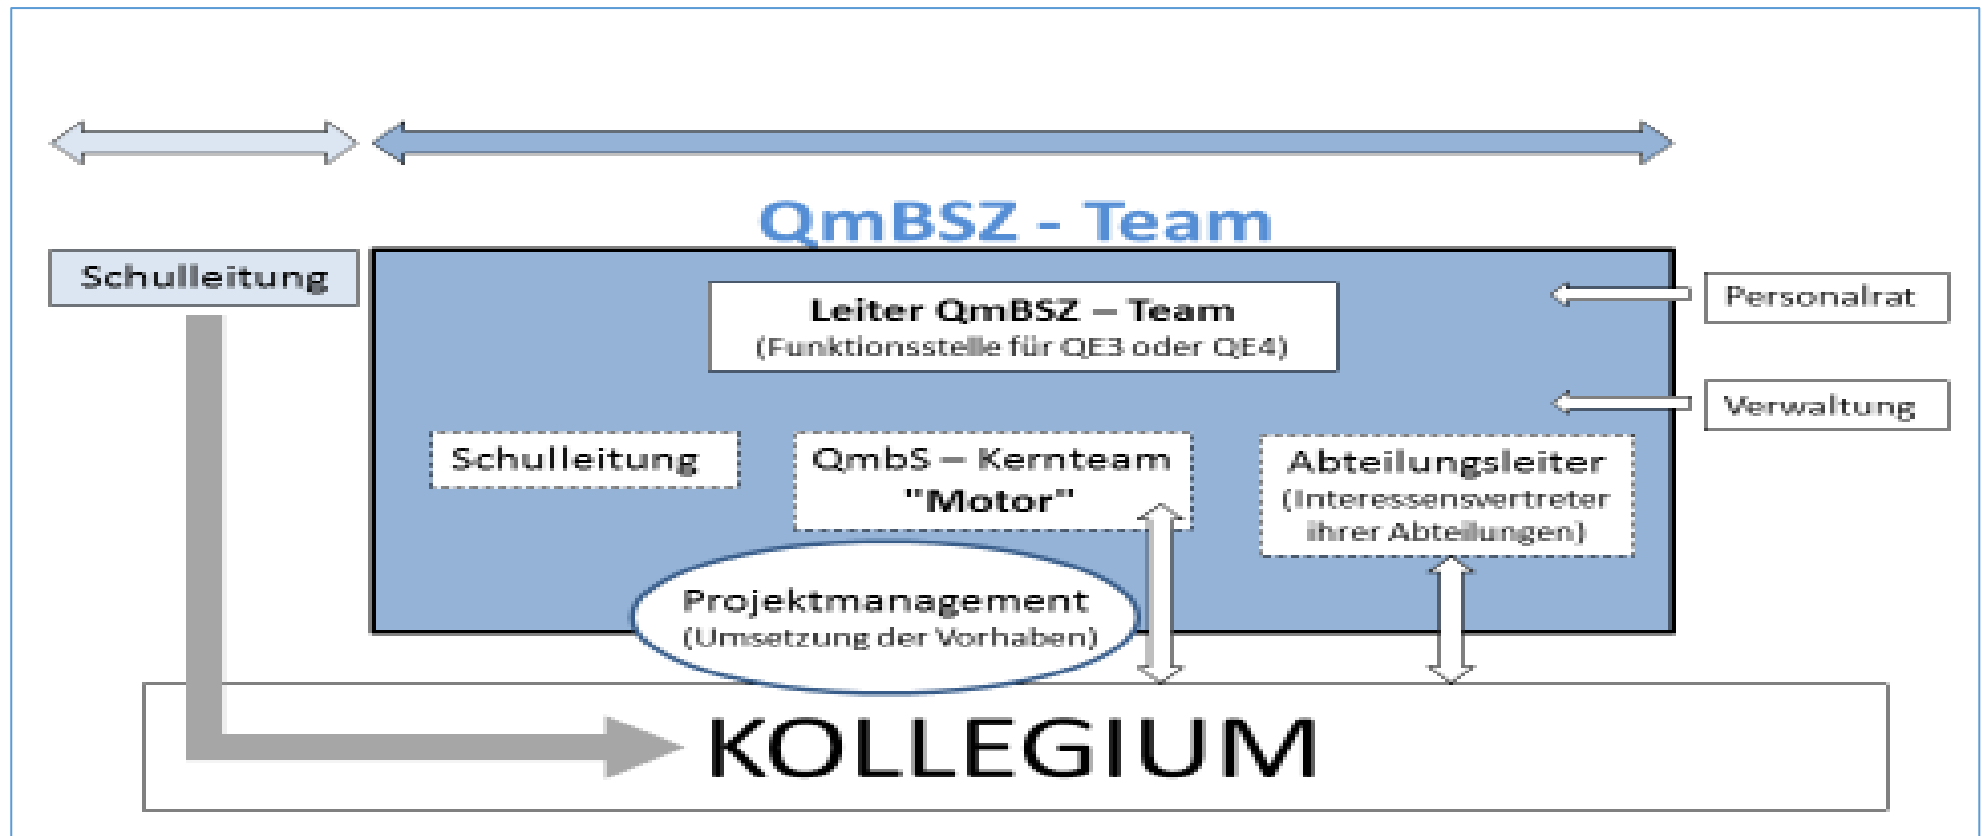 QmBSZ - Team
Schulleitung
Leiter QmBSZ – Team
(Funktionsstelle für QE3 oder QE4)
Personalrat
Verwaltung
Schulleitung
QmbS – Kernteam
"Motor"
Abteilungsleiter
(Interessensvertreter
ihrer Abteilungen)
Projektmanagement
(Umsetzung der Vorhaben)
KOLLEGIUM